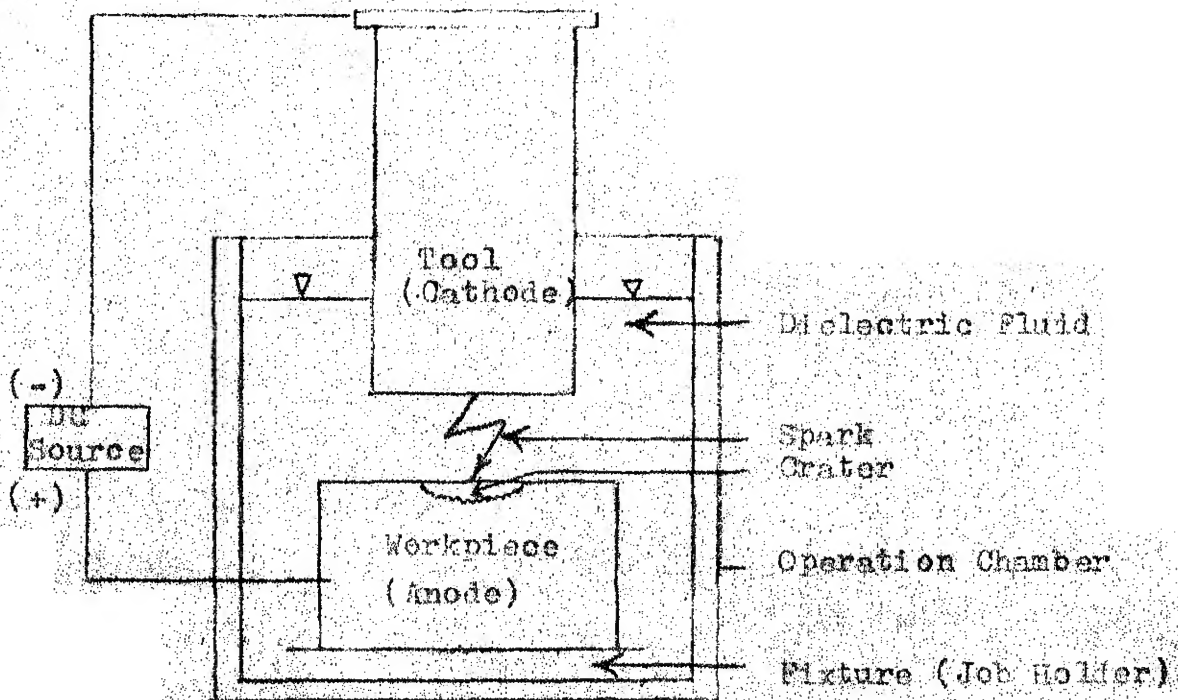 Tool
(Cathode)
Dielectric Fluid
(-)
DC
Source
(+)
Spark
Crater
Workpiece
(Anode)
Operation Chamber
Fixture (Job Holder)